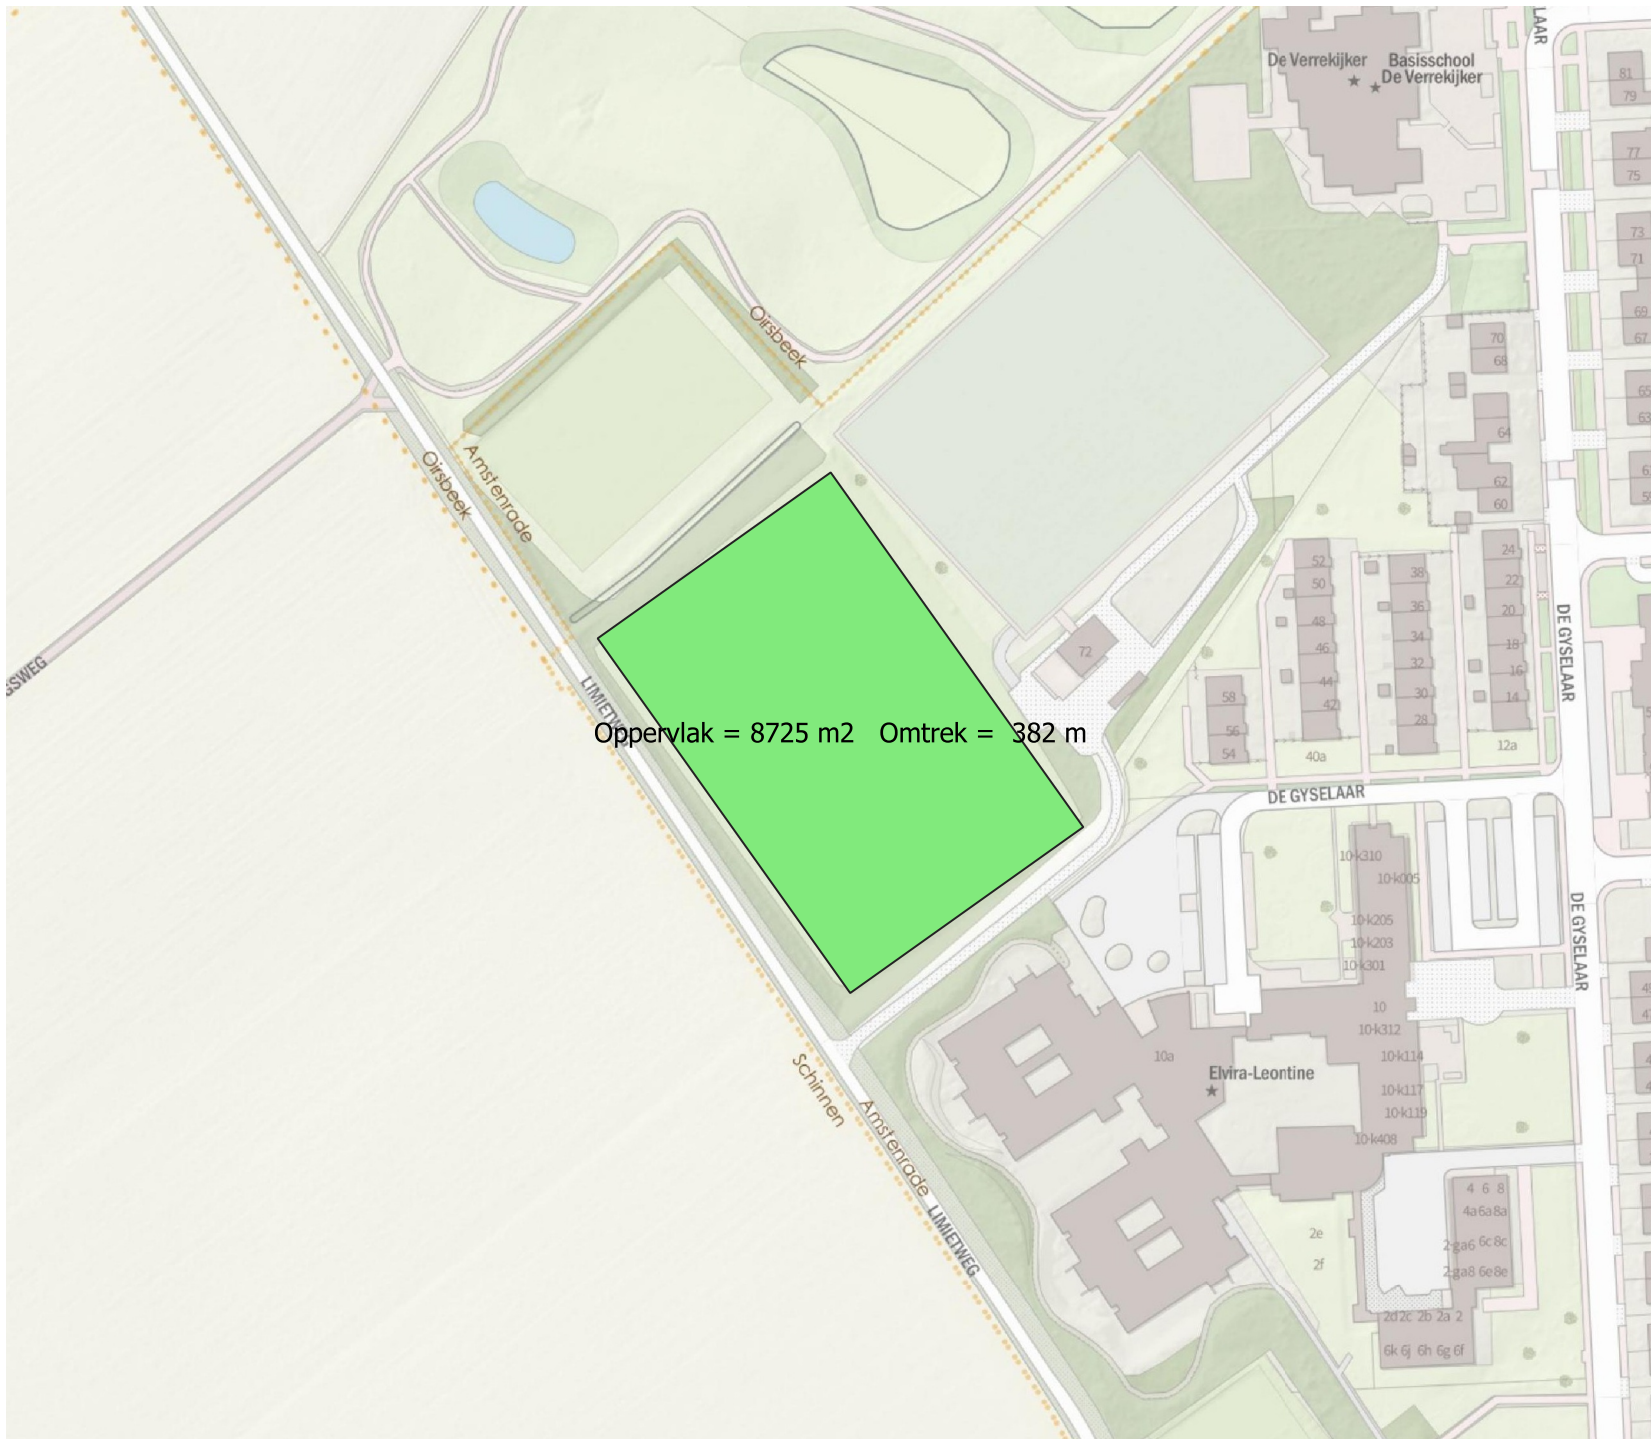 LAAR
De Verrekijker
Basisschool
De Verrekijker
81
79
77
75
73
71
69
67
70
68
65
63
64
62
60
Oirsbeek
Amstenrade
Oirsbeek
GSWEG
52
50
48
46
44
42
38
36
34
32
30
28
24
22
20
18
16
14
72
58
56
54
40a
12a
DE GYSELAAR
DE GYSELAAR
DE GYSELAAR
LIMIETWEG
Oppervlak = 8725 m2 Omtrek = 382 m
10-k310
10-k005
10-k205
10-k203
10-k301
10
10-k312
10-k114
10-k117
10-k119
10-k408
10a
Elvira-Leontine
Schinnen
Amstenrade
LIMIETWEG
2e
2f
4 6 8
4a 6a 8a
2-ga6 6c 8c
2-ga8 6e 8e
2d 2c 2b 2a 2
6k 6j 6h 6g 6f